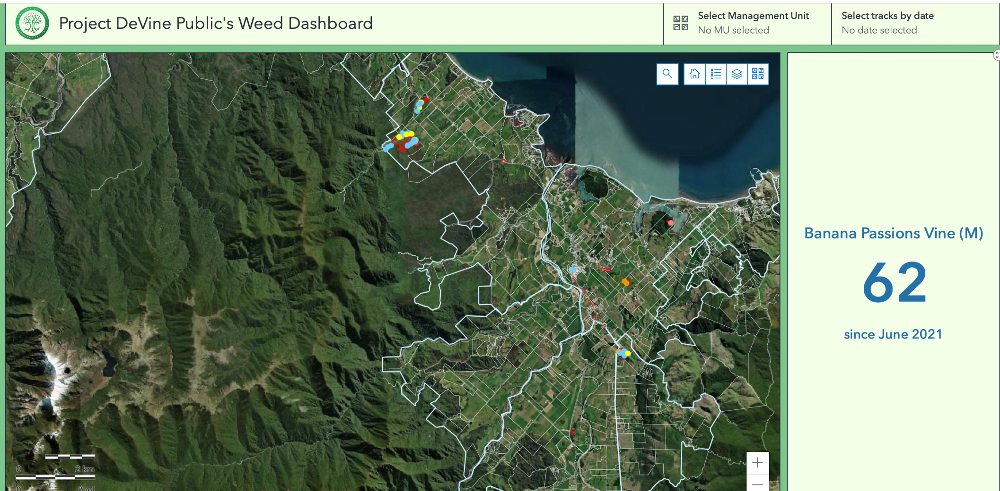 Project DeVine Public's Weed Dashboard
Select Management Unit
No MU selected
Select tracks by date
No date selected
Banana Passions Vine (M)
62
since June 2021
0 2 km
0 2 mi